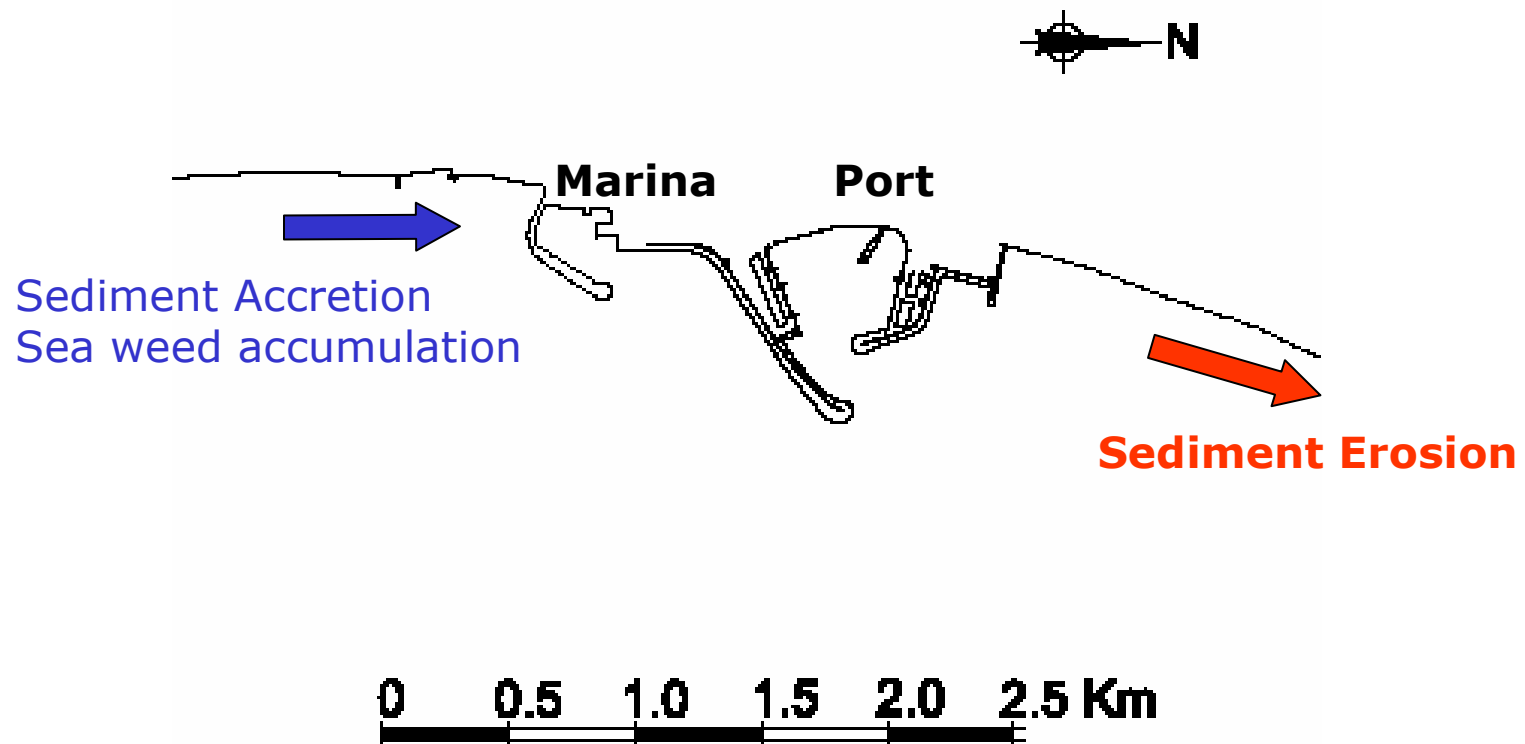 N
Marina Port
Sediment Accretion
Sea weed accumulation
Sediment Erosion
0 0.5 1.0 1.5 2.0 2.5 Km